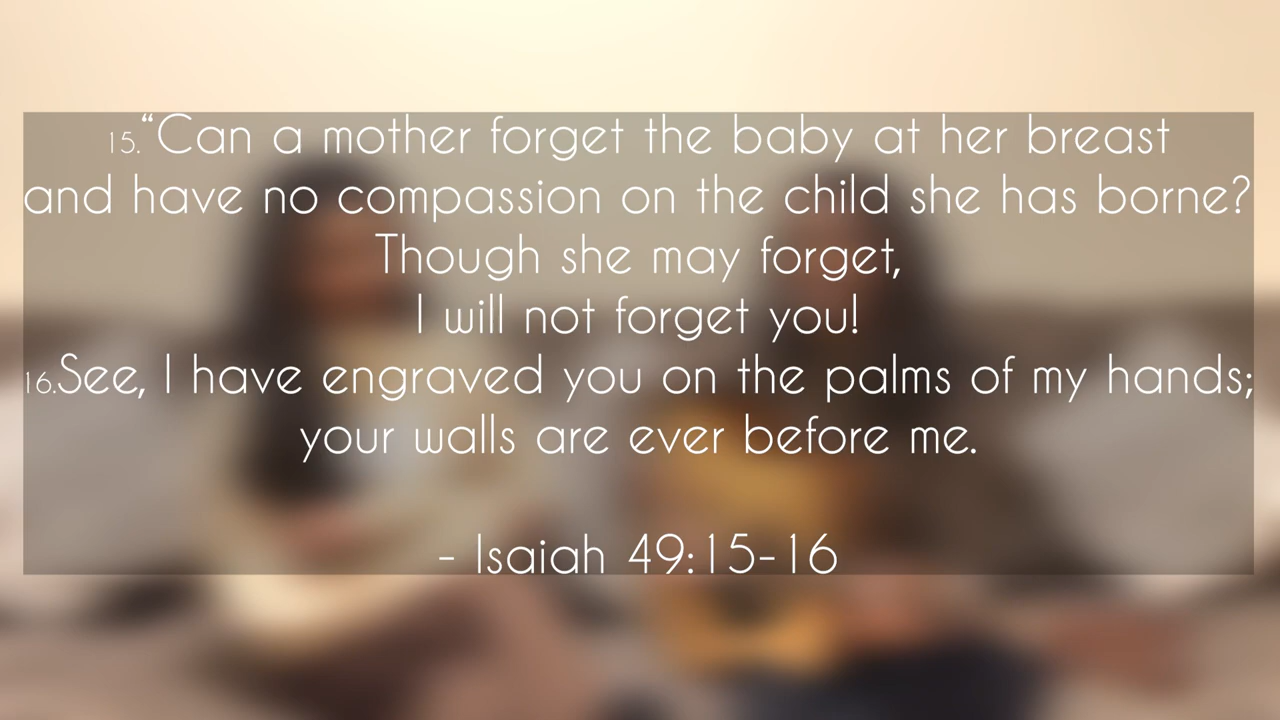 15.“Can a mother forget the baby at her breast
and have no compassion on the child she has borne?
Though she may forget,
I will not forget you!
16.See, I have engraved you on the palms of my hands;
your walls are ever before me.
- Isaiah 49:15-16